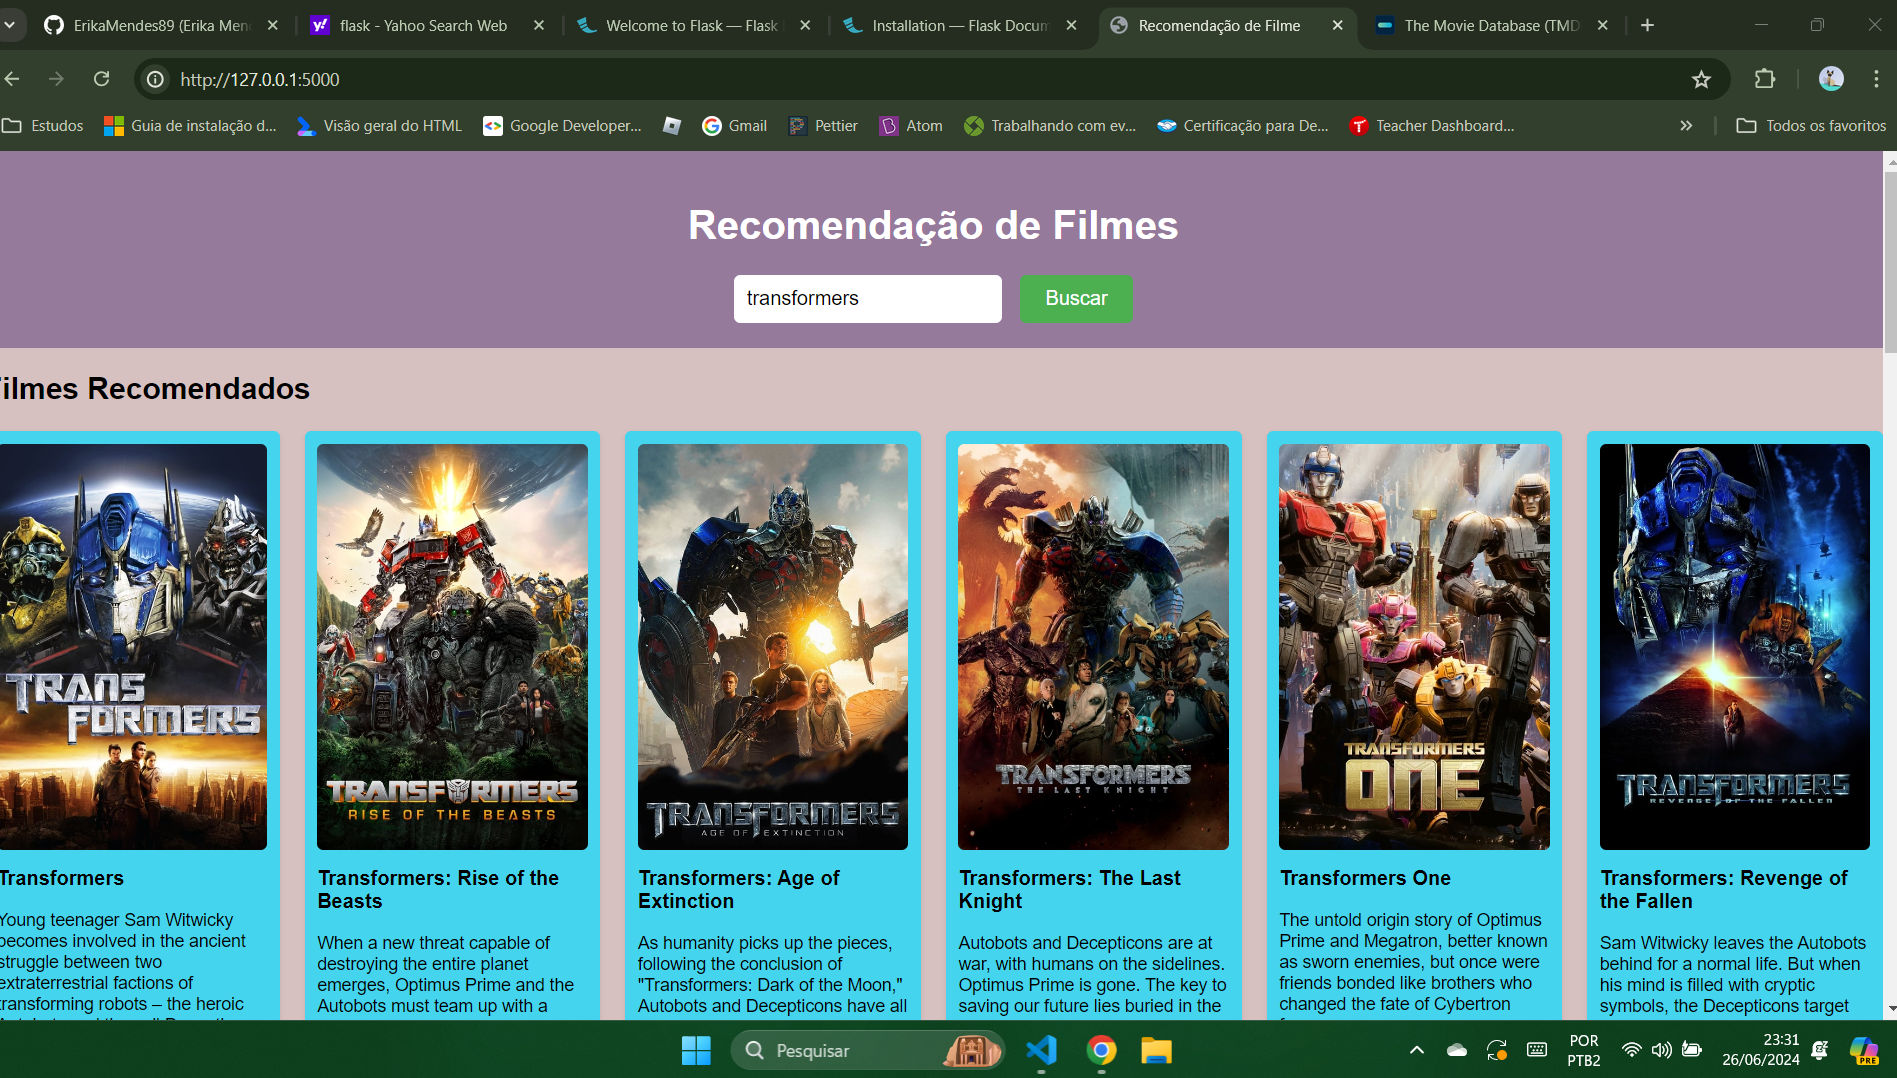 ErikaMendes89 (Erika Men
flask - Yahoo Search Web
Welcome to Flask — Flask
Installation — Flask Docum
Recomendação de Filme
The Movie Database (TMD
http://127.0.0.1:5000
Estudos
Guia de instalação d...
Visão geral do HTML
Google Developer...
Gmail
Pettier
Atom
Trabalhando com ev...
Certificação para De...
Teacher Dashboard...
Todos os favoritos
Recomendação de Filmes
transformers
Buscar
Filmes Recomendados
TRANSFORMERS
TRANSFORMERS
RISE OF THE BEASTS
TRANSFORMERS
AGE OF EXTINCTION
TRANSFORMERS
THE LAST KNIGHT
TRANSFORMERS
ONE
TRANSFORMERS
REVENGE OF THE FALLEN
Transformers
Young teenager Sam Witwicky
becomes involved in the ancient
struggle between two
extraterrestrial factions of
transforming robots – the heroic
Transformers: Rise of the
Beasts
When a new threat capable of
destroying the entire planet
emerges, Optimus Prime and the
Autobots must team up with a
Transformers: Age of
Extinction
As humanity picks up the pieces,
following the conclusion of
"Transformers: Dark of the Moon,"
Autobots and Decepticons have all
Transformers: The Last
Knight
Autobots and Decepticons are at
war, with humans on the sidelines.
Optimus Prime is gone. The key to
saving our future lies buried in the
Transformers One
The untold origin story of Optimus
Prime and Megatron, better known
as sworn enemies, but once were
friends bonded like brothers who
changed the fate of Cybertron
Transformers: Revenge of
the Fallen
Sam Witwicky leaves the Autobots
behind for a normal life. But when
his mind is filled with cryptic
symbols, the Decepticons target
Pesquisar
POR
PTB2
23:31
26/06/2024
PRE